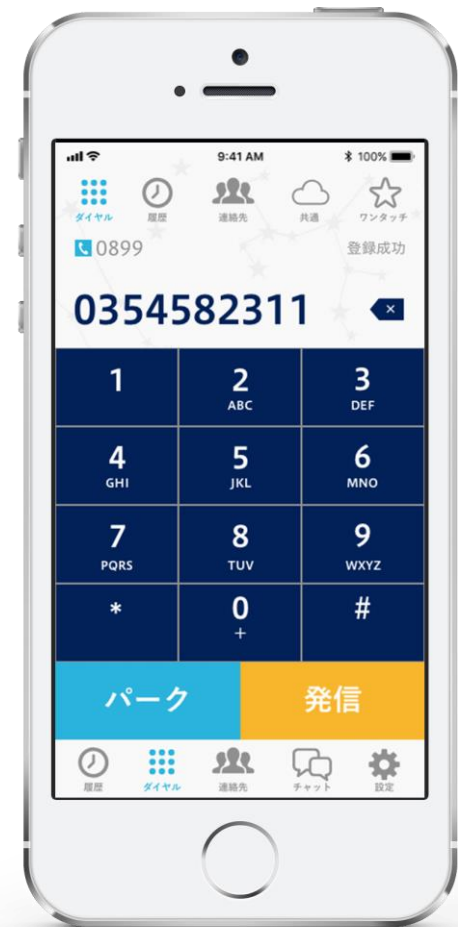 9:41 AM 100%
ダイヤル 履歴 連絡先 共通 ワンタッチ
0899 登録成功
0354582311 ×
1 2 3
ABC DEF
4 5 6
GHI JKL MNO
7 8 9
PQRS TUV WXYZ
* 0 #
+
パーク 発信
履歴 ダイヤル 連絡先 チャット 設定